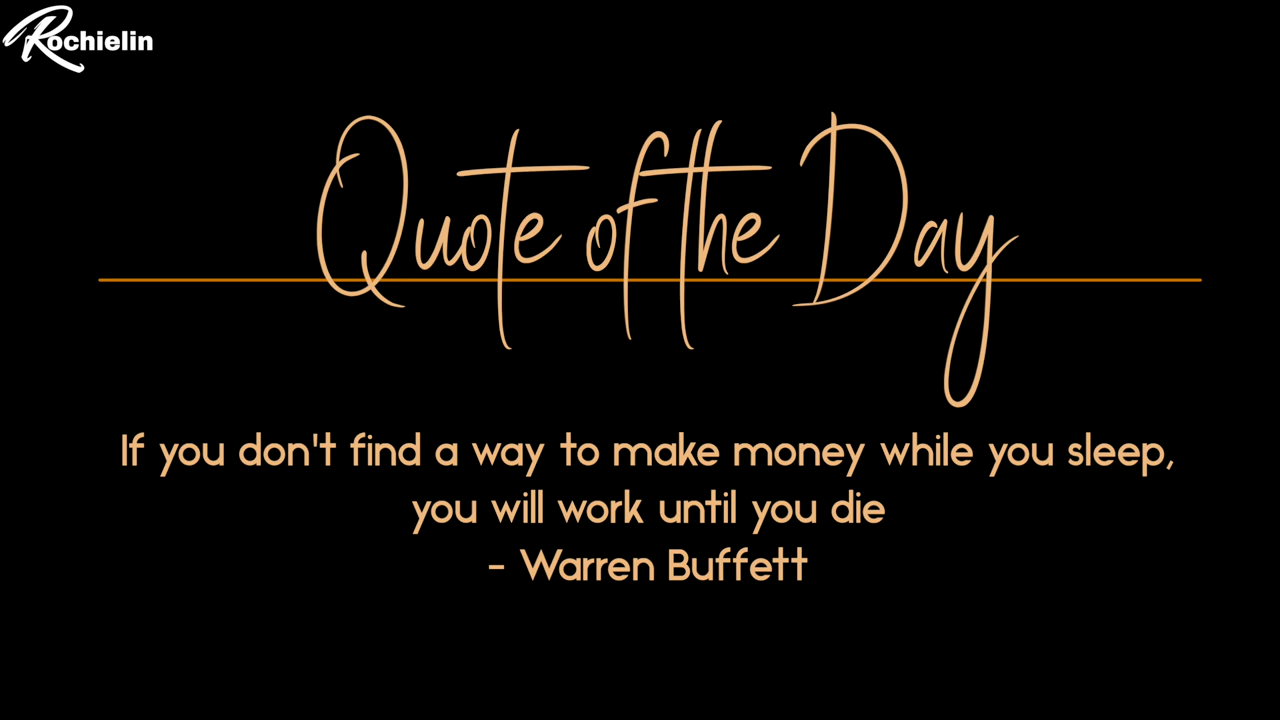 Rochielin
Quote of the Day
If you don't find a way to make money while you sleep,
you will work until you die
- Warren Buffett